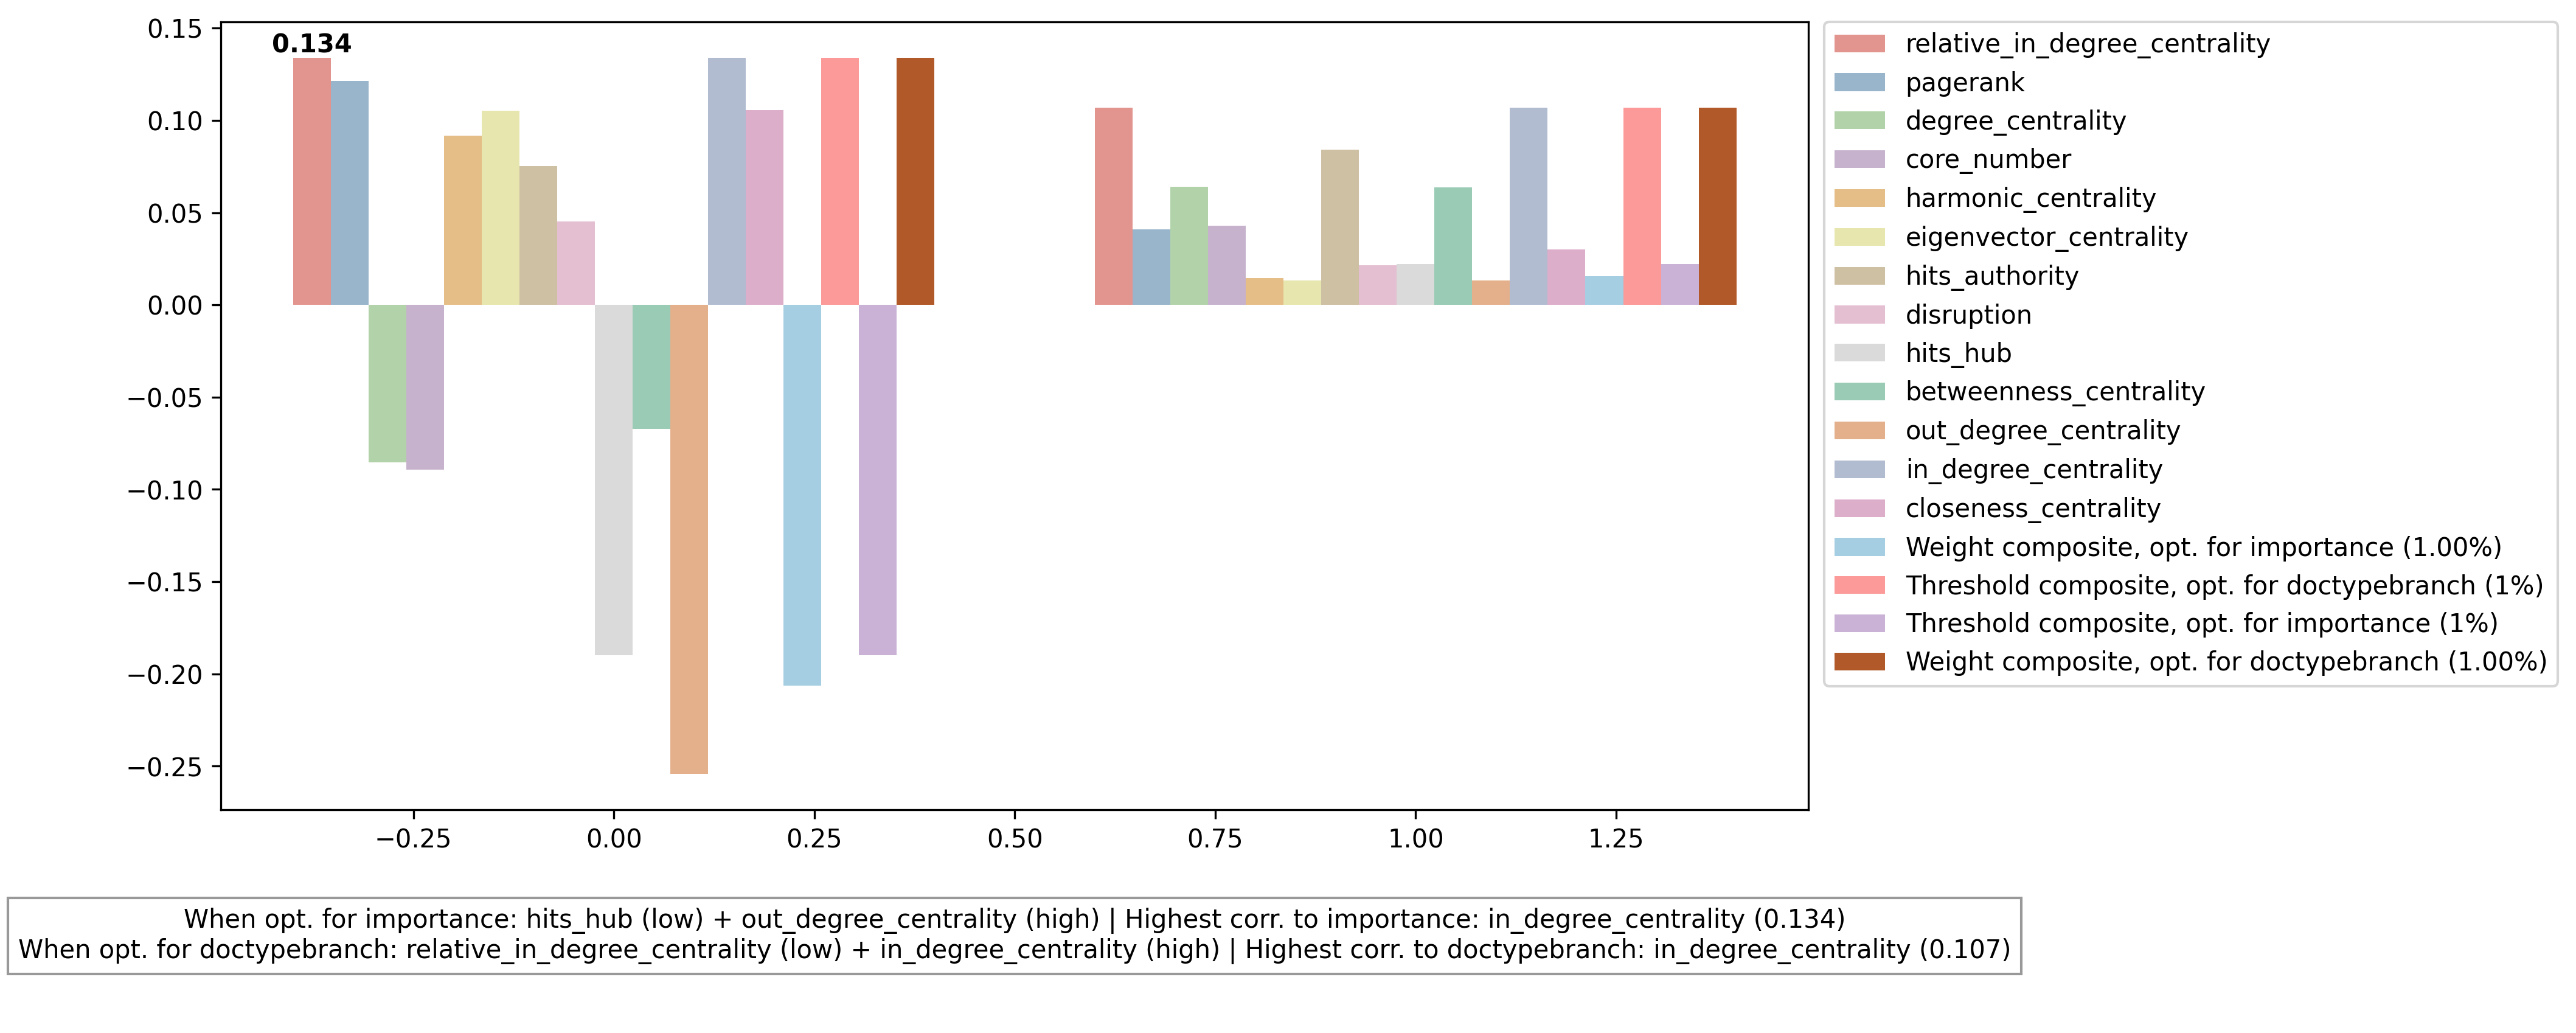 0.15
0.10
0.05
0.00
−0.05
−0.10
−0.15
−0.20
−0.25
0.134
−0.25
0.00
0.25
0.50
0.75
1.00
1.25
relative_in_degree_centrality
pagerank
degree_centrality
core_number
harmonic_centrality
eigenvector_centrality
hits_authority
disruption
hits_hub
betweenness_centrality
out_degree_centrality
in_degree_centrality
closeness_centrality
Weight composite, opt. for importance (1.00%)
Threshold composite, opt. for doctypebranch (1%)
Threshold composite, opt. for importance (1%)
Weight composite, opt. for doctypebranch (1.00%)
When opt. for importance: hits_hub (low) + out_degree_centrality (high) | Highest corr. to importance: in_degree_centrality (0.134)
When opt. for doctypebranch: relative_in_degree_centrality (low) + in_degree_centrality (high) | Highest corr. to doctypebranch: in_degree_centrality (0.107)